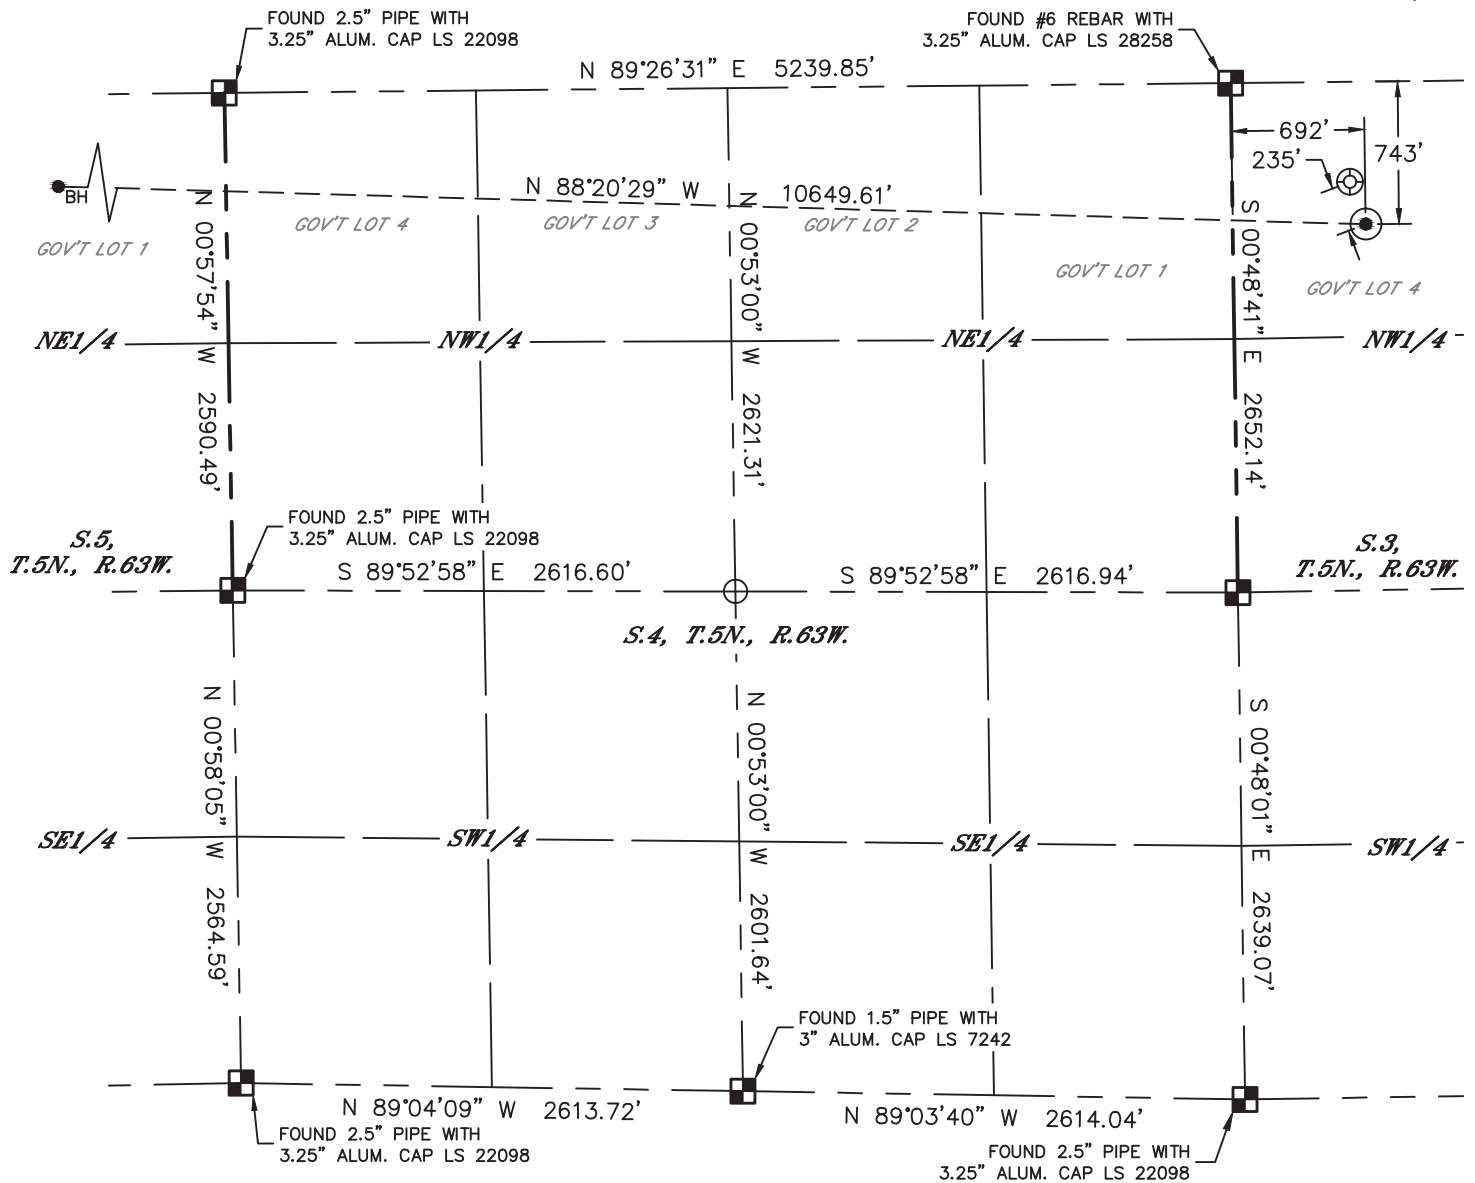 FOUND 2.5" PIPE WITH
3.25" ALUM. CAP LS 22098
FOUND #6 REBAR WITH
3.25" ALUM. CAP LS 28258
N 89°26'31" E 5239.85'
692'
235'
743'
BH
N 88°20'29" W 10649.61'
GOV'T LOT 1
GOV'T LOT 4
GOV'T LOT 3
GOV'T LOT 2
GOV'T LOT 1
GOV'T LOT 4
N 00°57'54" W 2590.49'
N 00°53'00" W 2621.31'
S 00°48'41" E 2652.14'
NE1/4
NW1/4
NE1/4
NW1/4
FOUND 2.5" PIPE WITH
3.25" ALUM. CAP LS 22098
S.5,
T.5N., R.63W.
S 89°52'58" E 2616.60'
S 89°52'58" E 2616.94'
S.3,
T.5N., R.63W.
S.4, T.5N., R.63W.
N 00°58'05" W 2564.59'
N 00°53'00" W 2601.64'
S 00°48'01" E 2639.07'
SE1/4
SW1/4
SE1/4
SW1/4
FOUND 1.5" PIPE WITH
3" ALUM. CAP LS 7242
N 89°04'09" W 2613.72'
N 89°03'40" W 2614.04'
FOUND 2.5" PIPE WITH
3.25" ALUM. CAP LS 22098
FOUND 2.5" PIPE WITH
3.25" ALUM. CAP LS 22098